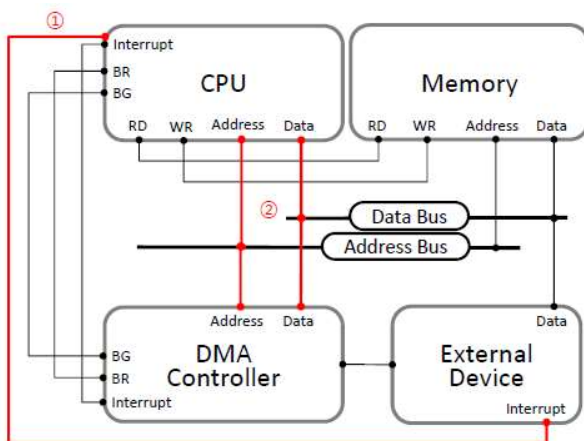 ①
Interrupt
BR
BG
CPU
RD WR Address Data
Memory
RD WR Address Data
②
Data Bus
Address Bus
Address Data
BG
BR
Interrupt
DMA
Controller
Data
External
Device
Interrupt